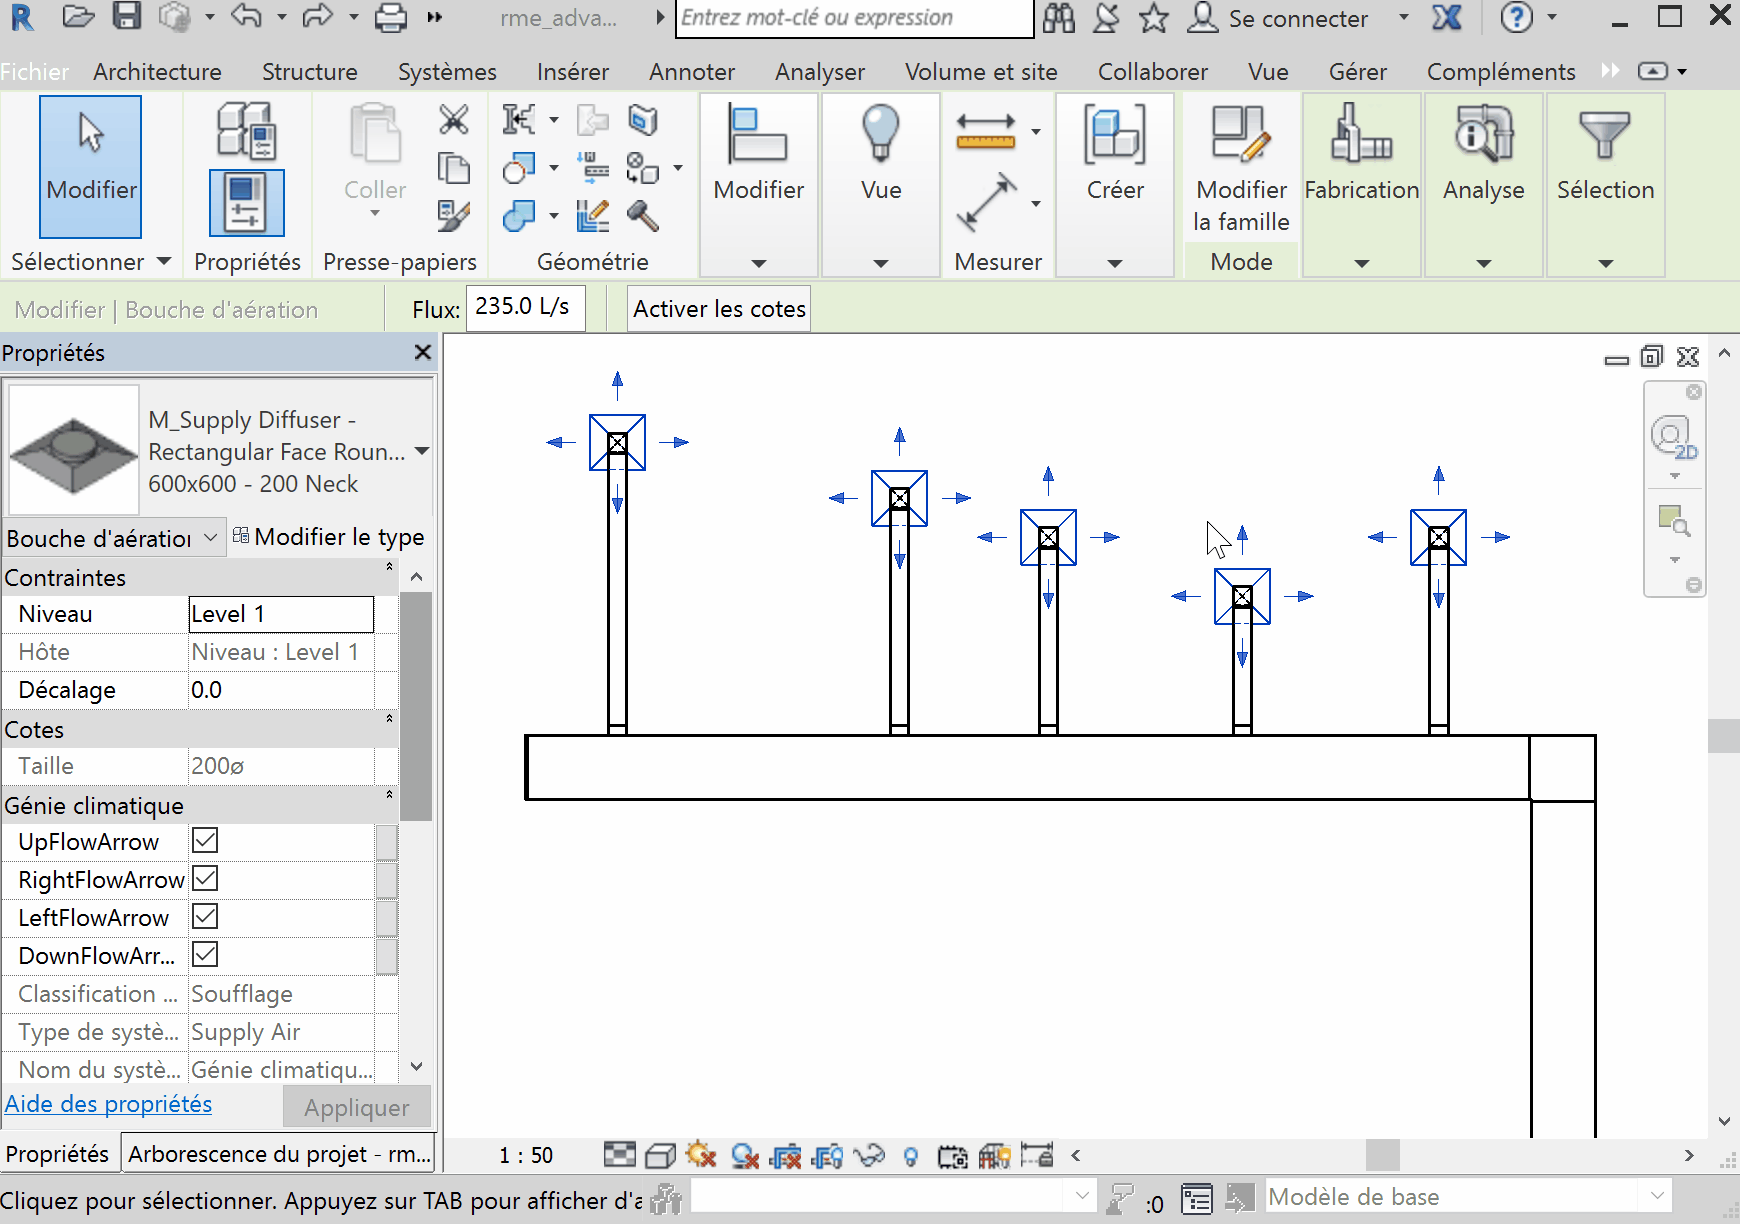 rme_adva...
Entrez mot-clé ou expression
Se connecter
Fichier Architecture Structure Systèmes Insérer Annoter Analyser Volume et site Collaborer Vue Gérer Compléments
Modifier
Coller
Modifier
Vue
Créer
Modifier
la famille
Fabrication
Analyse
Sélection
Sélectionner
Propriétés
Presse-papiers
Géométrie
Mesurer
Mode
Modifier | Bouche d'aération
Flux: 235.0 L/s
Activer les cotes
Propriétés
M_Supply Diffuser -
Rectangular Face Roun...
600x600 - 200 Neck
Bouche d'aération
Modifier le type
Contraintes
Niveau Level 1
Hôte Niveau : Level 1
Décalage 0.0
Cotes
Taille 200ø
Génie climatique
UpFlowArrow
RightFlowArrow
LeftFlowArrow
DownFlowArr...
Classification ... Soufflage
Type de systè... Supply Air
Nom du systè... Génie climatiqu...
Aide des propriétés
Appliquer
Propriétés
Arborescence du projet - rm...
2D
1 : 50
Cliquez pour sélectionner. Appuyez sur TAB pour afficher d'a
:0
Modèle de base